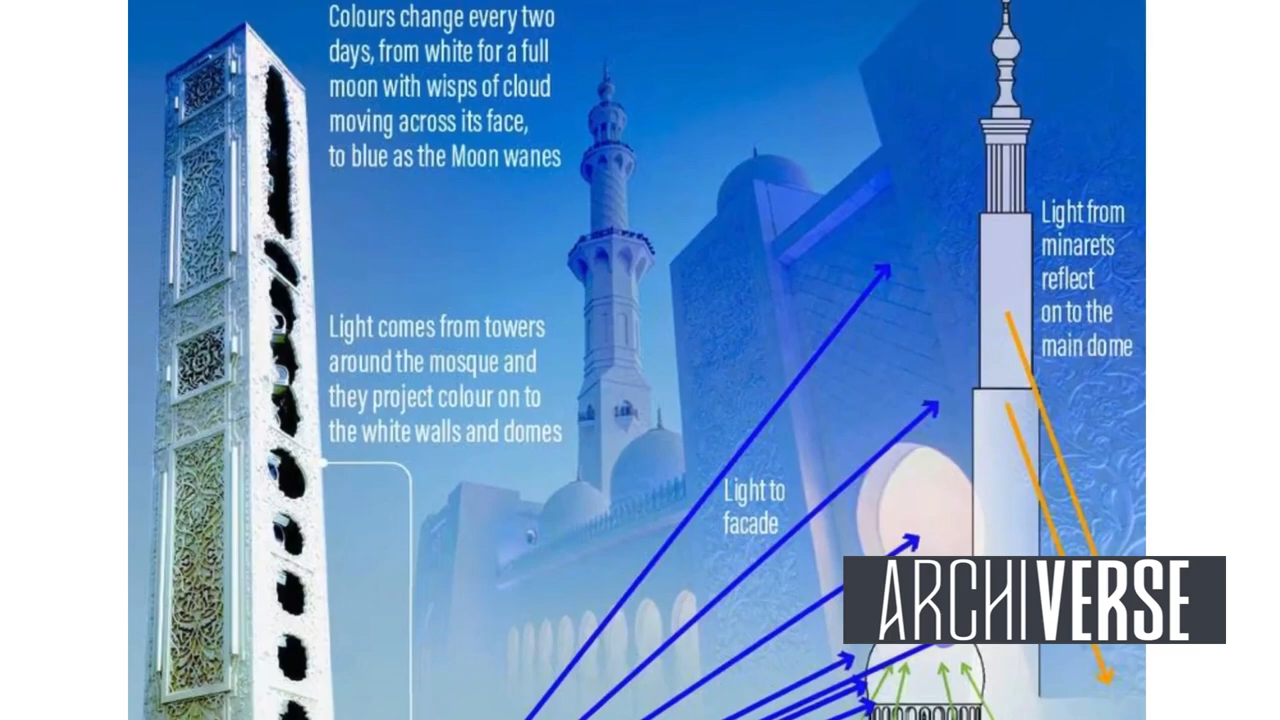 Colours change every two
days, from white for a full
moon with wisps of cloud
moving across its face,
to blue as the Moon wanes
Light comes from towers
around the mosque and
they project colour on to
the white walls and domes
Light to
facade
Light from
minarets
reflect
on to the
main dome
ARCHIVERSE